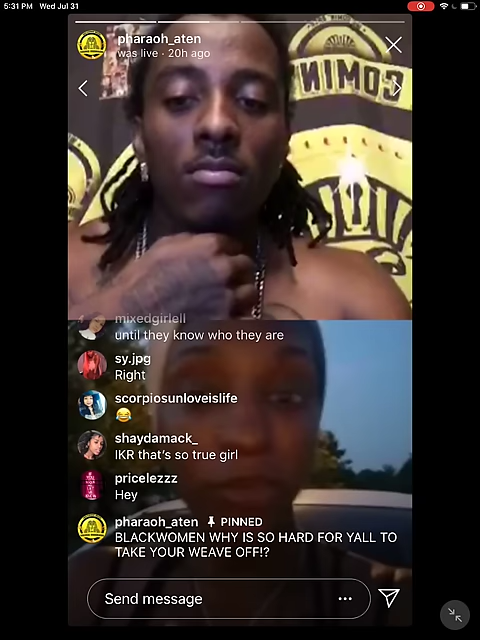 5:31 PM Wed Jul 31
pharaoh_aten
was live · 20h ago
COMIN
mixedgirlell
until they know who they are
sy.jpg
Right
scorpiosunloveislife
😂
shaydamack_
IKR that's so true girl
pricelezzz
Hey
pharaoh_aten PINNED
BLACKWOMEN WHY IS SO HARD FOR YALL TO
TAKE YOUR WEAVE OFF!?
Send message